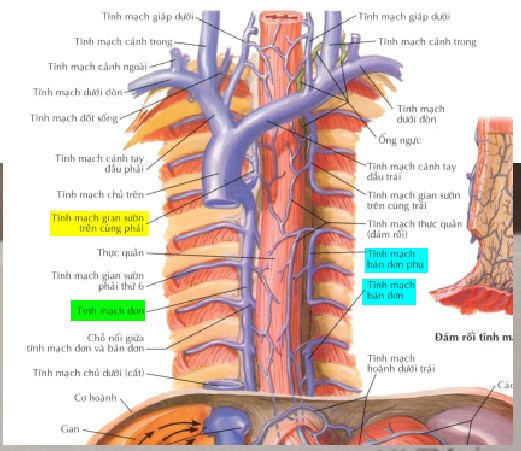 Tĩnh mạch giáp dưới
Tĩnh mạch cảnh trong
Tĩnh mạch cảnh ngoài
Tĩnh mạch dưới đòn
Tĩnh mạch đốt sống
Tĩnh mạch cánh tay
đầu phải
Tĩnh mạch chủ trên
Tĩnh mạch gian sườn
trên cùng phải
Thực quản
Tĩnh mạch gian sườn
phải thứ 6
Tĩnh mạch đơn
Chỗ nối giữa
tĩnh mạch đơn và bán đơn
Tĩnh mạch chủ dưới (cắt)
Cơ hoành
Gan
Tĩnh mạch giáp dưới
Tĩnh mạch cảnh trong
Tĩnh mạch
dưới đòn
Ống ngực
Tĩnh mạch cánh tay
đầu trái
Tĩnh mạch gian sườn
trên cùng trái
Tĩnh mạch thực quản
(đám rối)
Tĩnh mạch
bán đơn phụ
Tĩnh mạch
bán đơn
Đám rối tĩnh
Tĩnh mạch
hoành dưới trái